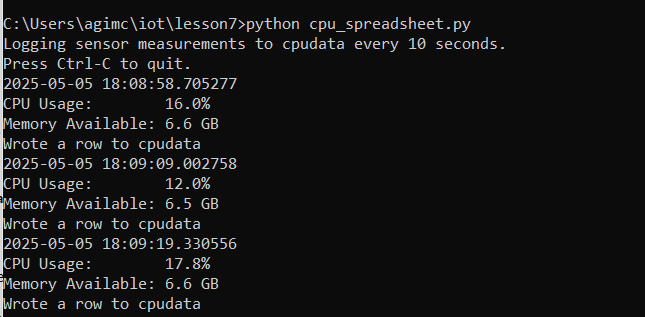 C:\Users\agimc\iot\lesson7>python cpu_spreadsheet.py
Logging sensor measurements to cpudata every 10 seconds.
Press Ctrl-C to quit.
2025-05-05 18:08:58.705277
CPU Usage:        16.0%
Memory Available: 6.6 GB
Wrote a row to cpudata
2025-05-05 18:09:09.002758
CPU Usage:        12.0%
Memory Available: 6.5 GB
Wrote a row to cpudata
2025-05-05 18:09:19.330556
CPU Usage:        17.8%
Memory Available: 6.6 GB
Wrote a row to cpudata